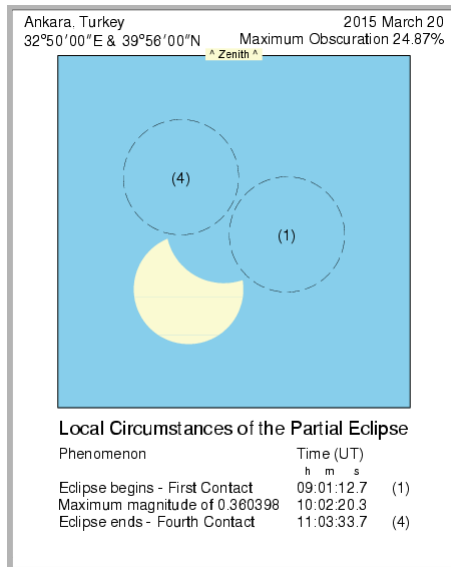 Ankara, Turkey 2015 March 20
32°50'00"E & 39°56'00"N Maximum Obscuration 24.87%
^ Zenith ^
(4)
(1)
Local Circumstances of the Partial Eclipse
Phenomenon Time (UT)
h m s
Eclipse begins - First Contact 09:01:12.7 (1)
Maximum magnitude of 0.360398 10:02:20.3
Eclipse ends - Fourth Contact 11:03:33.7 (4)